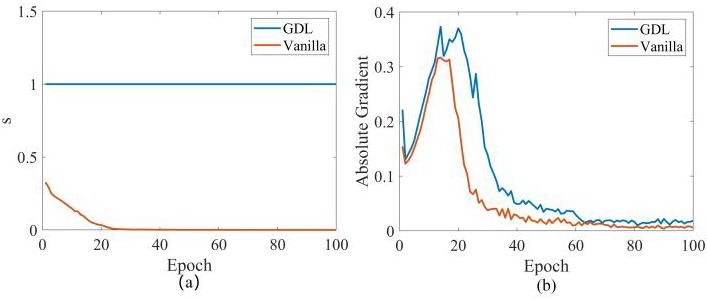 1.5
1
0.5
0
s
GDL
Vanilla
0 20 40 60 80 100
Epoch
(a)
0.4
0.3
0.2
0.1
0
Absolute Gradient
GDL
Vanilla
0 20 40 60 80 100
Epoch
(b)